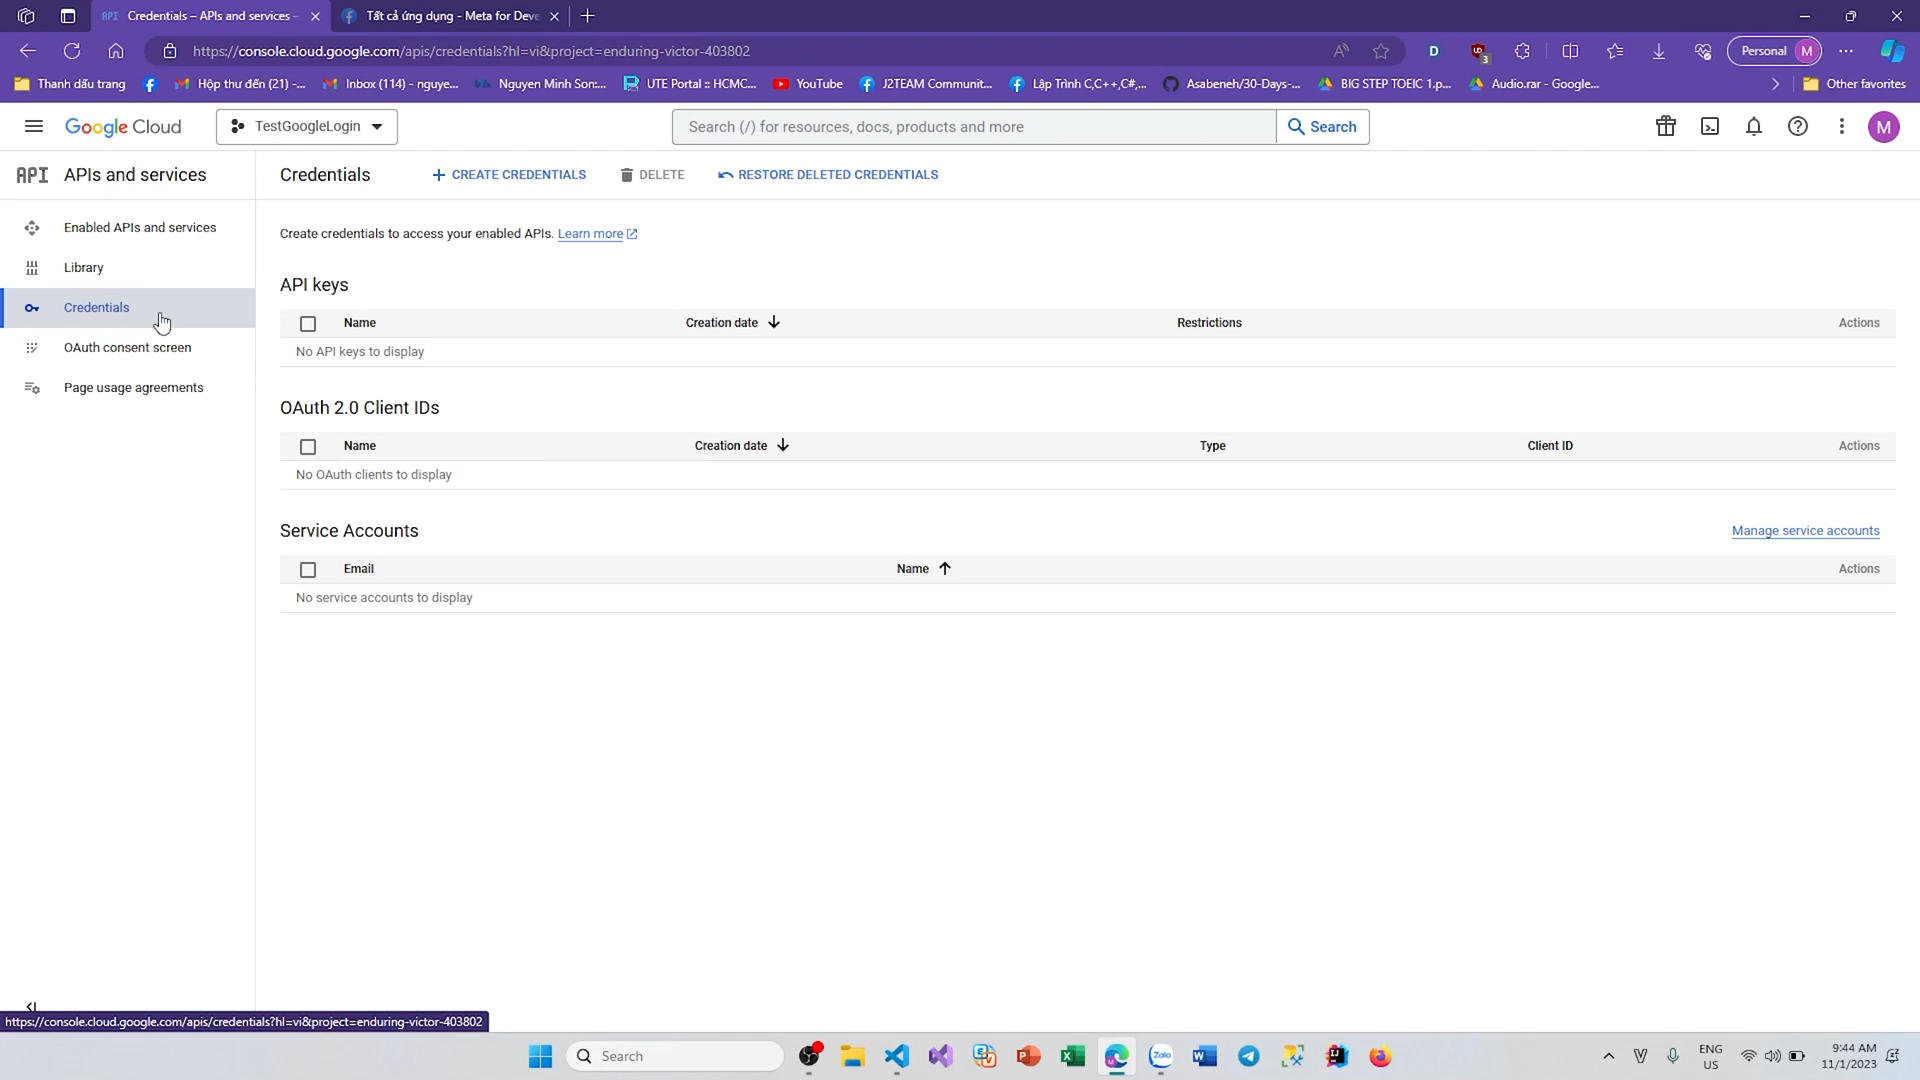 Credentials – APIs and services –
Tất cả ứng dụng - Meta for Deve
https://console.cloud.google.com/apis/credentials?hl=vi&project=enduring-victor-403802
Personal M
Thanh dấu trang
Hộp thư đến (21) -...
Inbox (114) - nguye...
Nguyen Minh Son:...
UTE Portal :: HCMC...
YouTube
J2TEAM Communit...
Lập Trình C,C++,C#,...
Asabeneh/30-Days-...
BIG STEP TOEIC 1.p...
Audio.rar - Google...
Other favorites
Google Cloud
TestGoogleLogin
Search (/) for resources, docs, products and more
Search
M
API APIs and services
Credentials
CREATE CREDENTIALS
DELETE
RESTORE DELETED CREDENTIALS
Enabled APIs and services
Library
Credentials
OAuth consent screen
Page usage agreements
Create credentials to access your enabled APIs. Learn more
API keys
Name Creation date Restrictions Actions
No API keys to display
OAuth 2.0 Client IDs
Name Creation date Type Client ID Actions
No OAuth clients to display
Service Accounts
Manage service accounts
Email Name Actions
No service accounts to display
https://console.cloud.google.com/apis/credentials?hl=vi&project=enduring-victor-403802
Search
Zalo
ENG
US
9:44 AM
11/1/2023